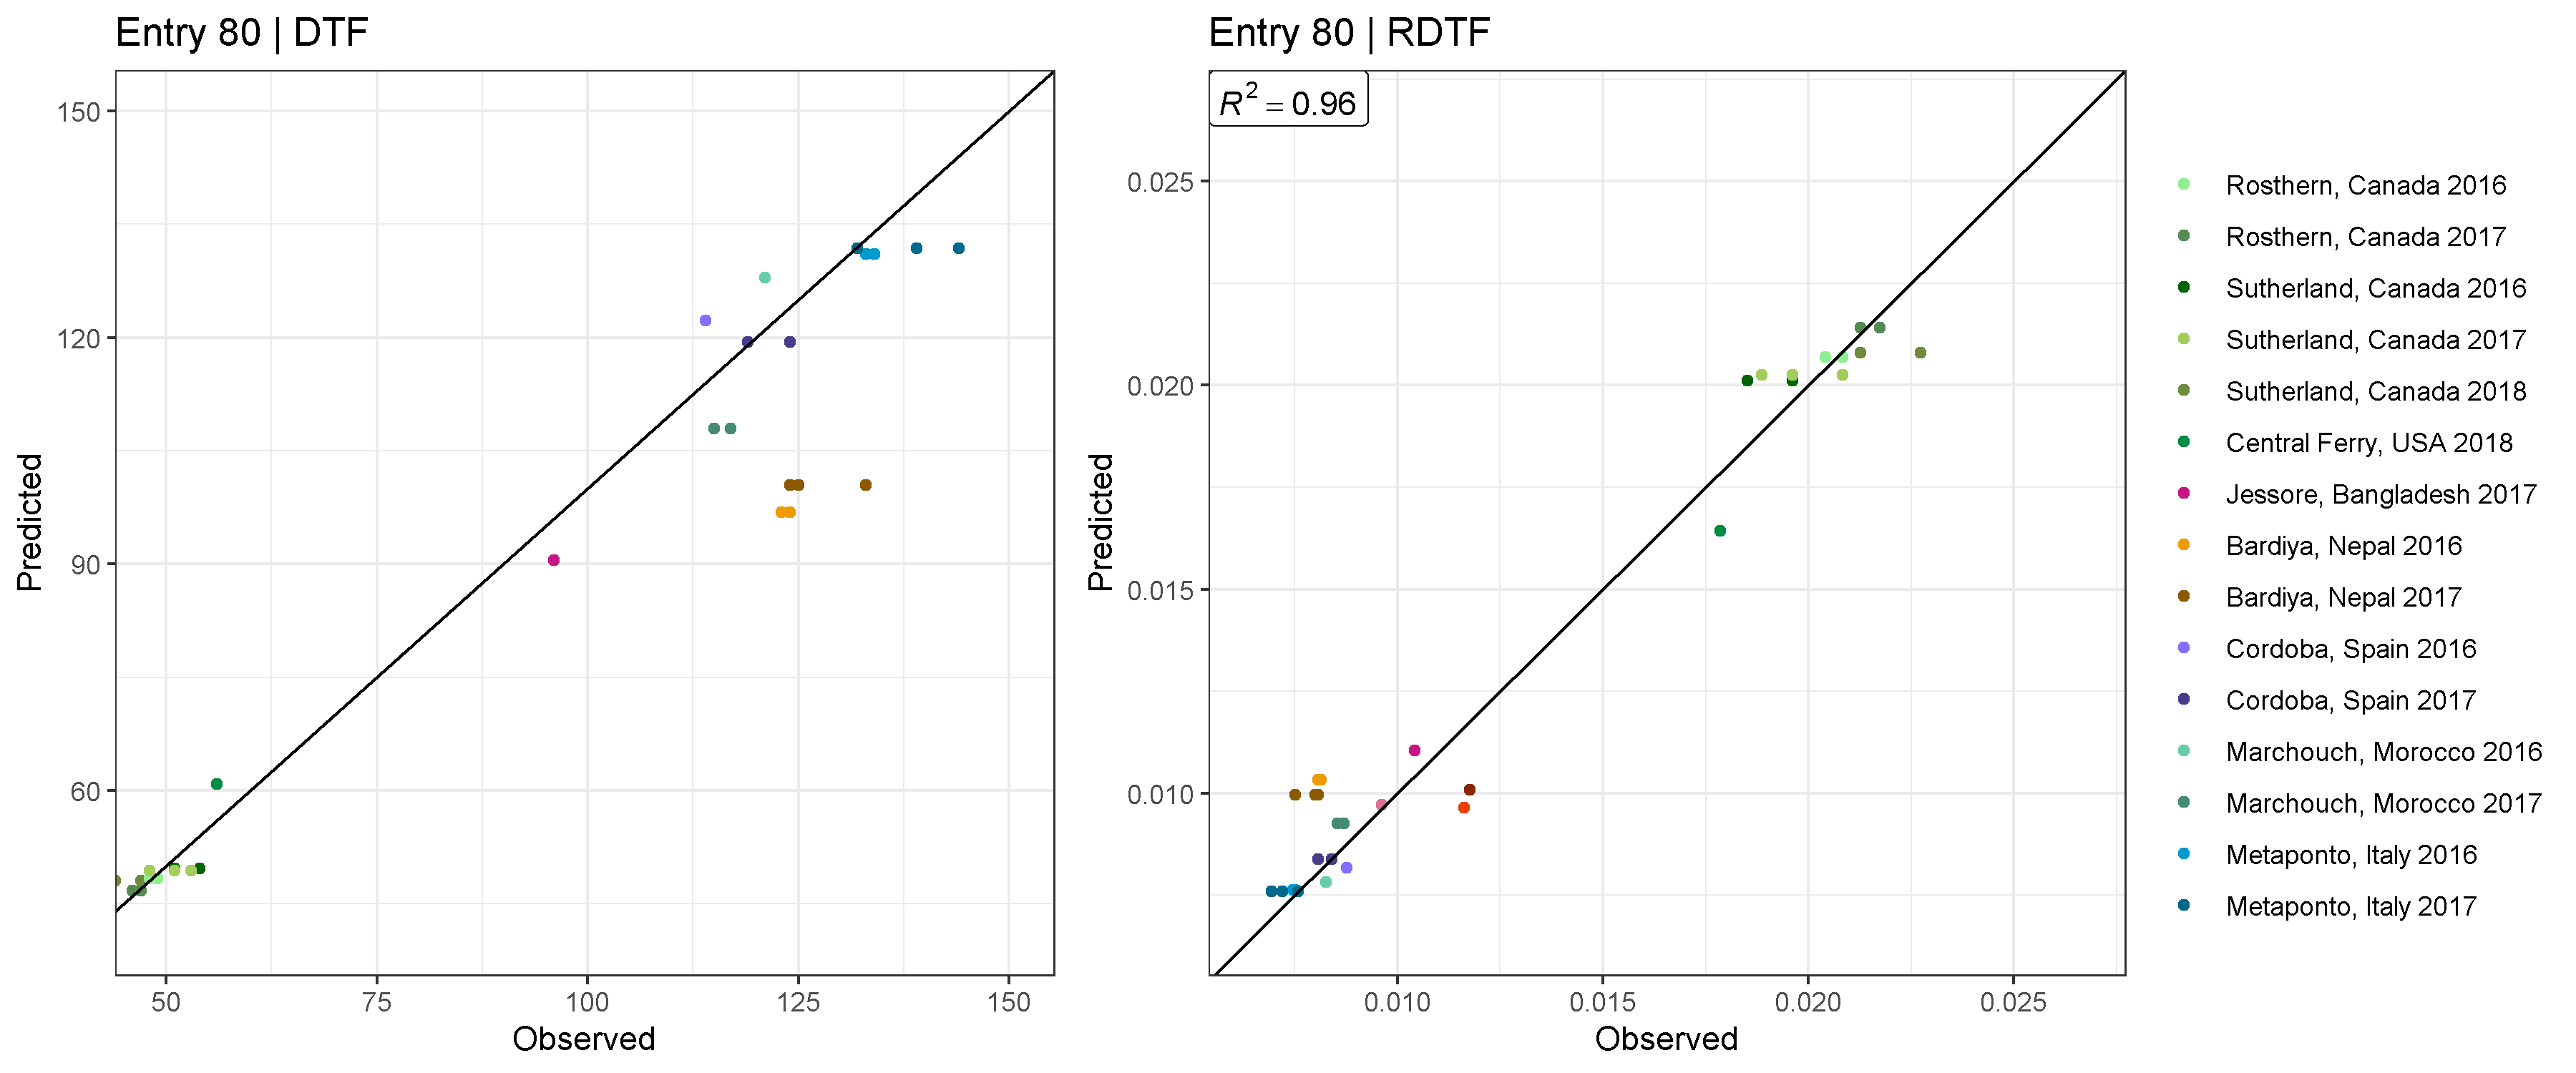 Entry 80 | DTF
Entry 80 | RDTF
150
120
90
60
Predicted
50
75
100
125
150
Observed
R² = 0.96
0.025
0.020
0.015
0.010
Predicted
0.010
0.015
0.020
0.025
Observed
Rosthern, Canada 2016
Rosthern, Canada 2017
Sutherland, Canada 2016
Sutherland, Canada 2017
Sutherland, Canada 2018
Central Ferry, USA 2018
Jessore, Bangladesh 2017
Bardiya, Nepal 2016
Bardiya, Nepal 2017
Cordoba, Spain 2016
Cordoba, Spain 2017
Marchouch, Morocco 2016
Marchouch, Morocco 2017
Metaponto, Italy 2016
Metaponto, Italy 2017